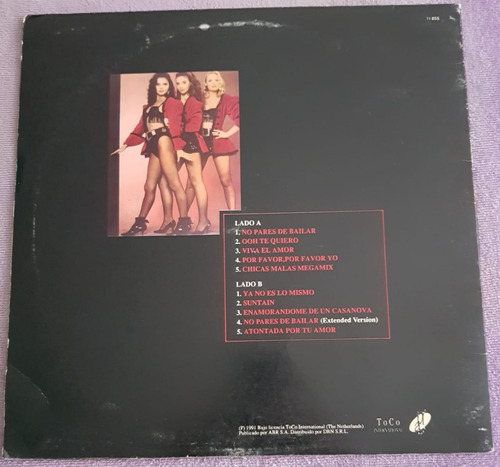 LADO A
1. NO PARES DE BAILAR
2. OOH TE QUIERO
3. VIVA EL AMOR
4. POR FAVOR,POR FAVOR YO
5. CHICAS MALAS MEGAMIX
LADO B
1. YA NO ES LO MISMO
2. SUNTAIN
3. ENAMORANDOME DE UN CASANOVA
4. NO PARES DE BAILAR (Extended Version)
5. ATONTADA POR TU AMOR
(P) 1991 Bajo licencia ToCo International (The Netherlands)
Publicado por ABR S.A. Distribuido por DBN S.R.L.
ToCo
INTERNATIONAL